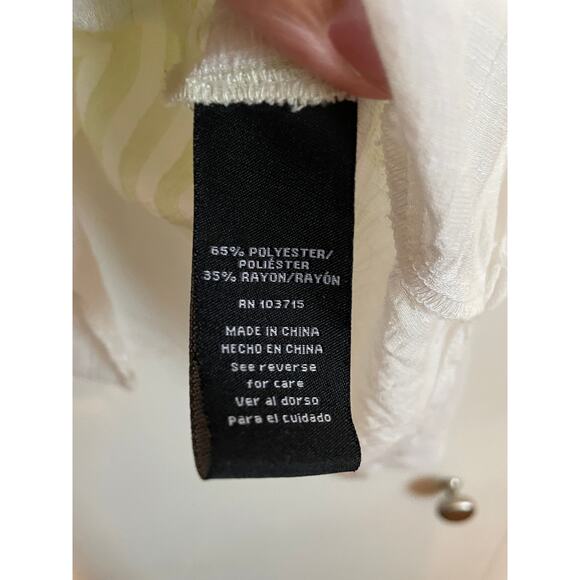 65% POLYESTER/
POLIÉSTER
35% RAYON/RAYÓN
RN 103715
MADE IN CHINA
HECHO EN CHINA
See reverse
for care
Ver al dorso
para el cuidado